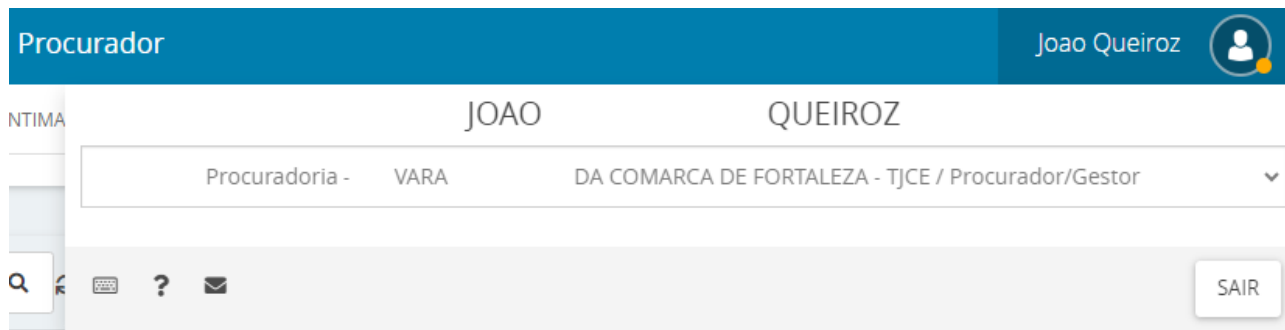 Procurador Joao Queiroz
NTIMA
JOAO QUEIROZ
Procuradoria - VARA DA COMARCA DE FORTALEZA - TJCE / Procurador/Gestor
? SAIR